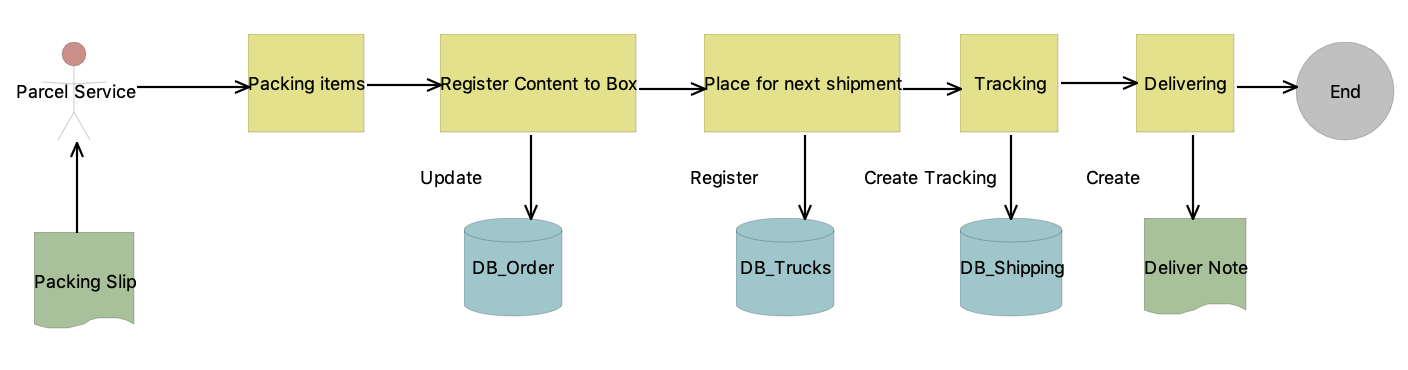 Parcel Service
Packing items
Register Content to Box
Place for next shipment
Tracking
Delivering
End
Update
Register
Create Tracking
Create
Packing Slip
DB_Order
DB_Trucks
DB_Shipping
Deliver Note